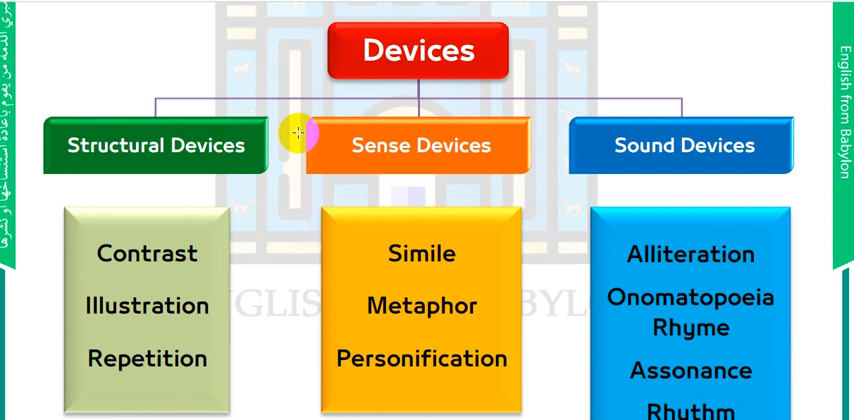 Devices
Structural Devices
Sense Devices
Sound Devices
Contrast
Illustration
Repetition
Simile
Metaphor
Personification
Alliteration
Onomatopoeia
Rhyme
Assonance
Rhythm
English from Babylon